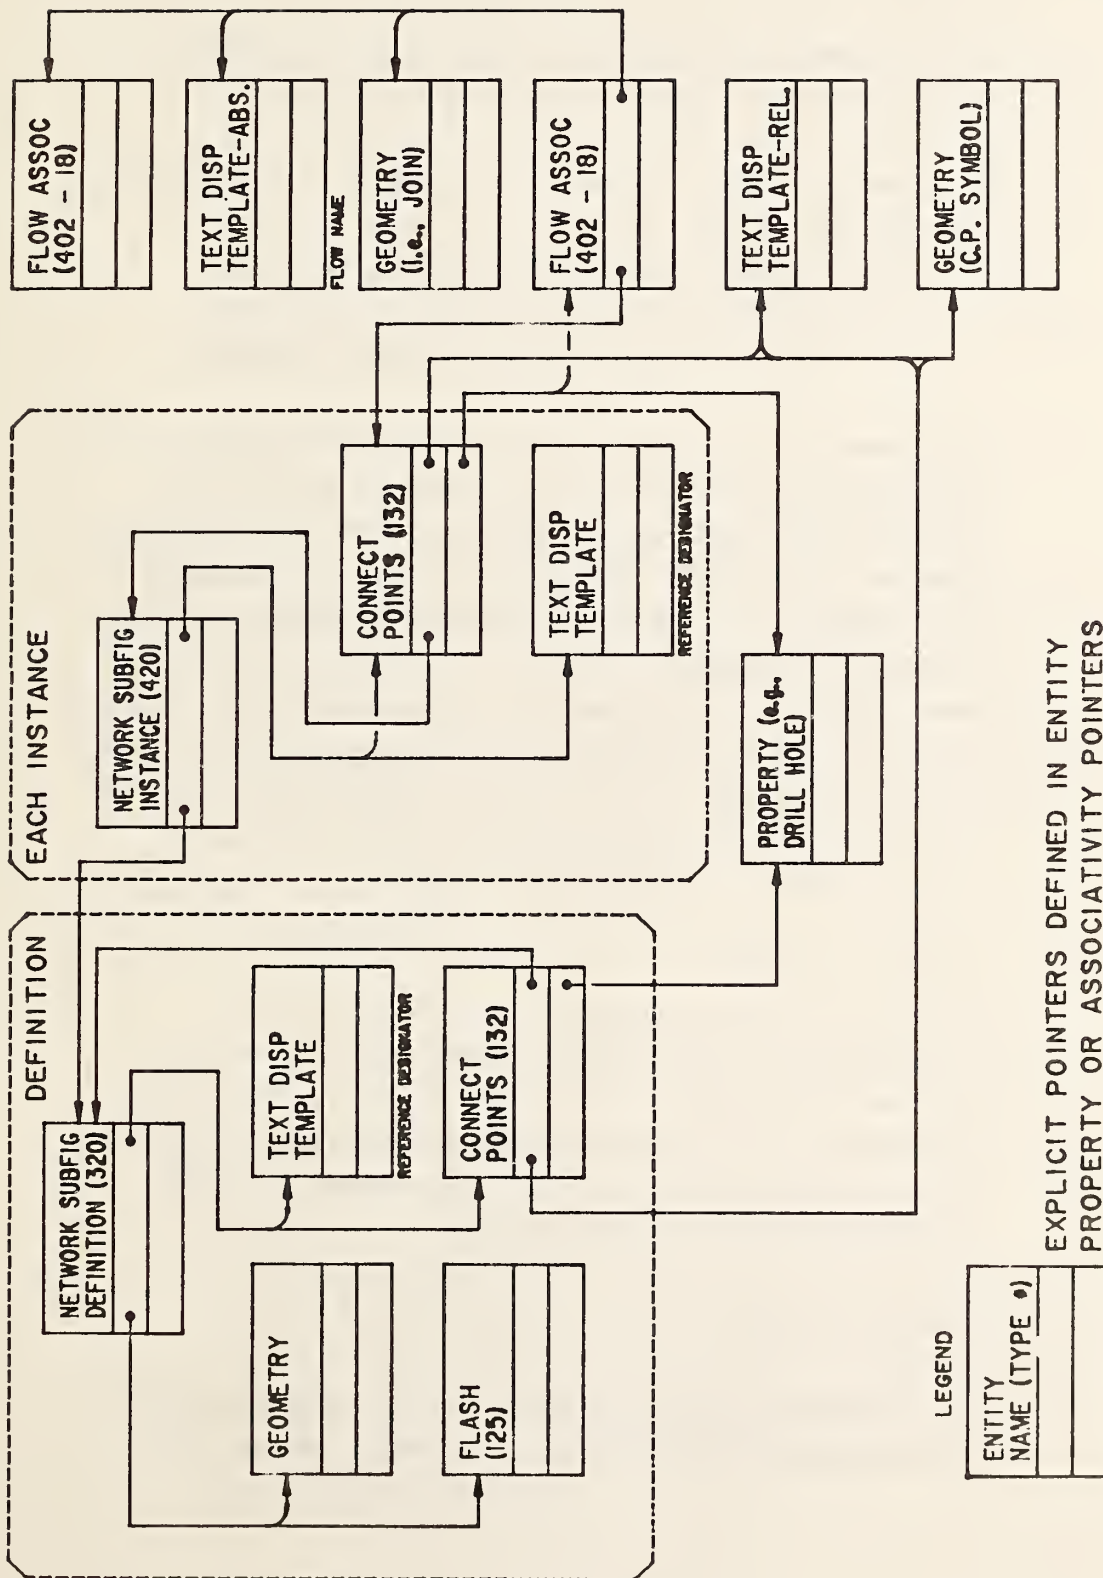 DEFINITION
NETWORK SUBFIG
DEFINITION (320)
GEOMETRY
TEXT DISP
TEMPLATE
REFERENCE DESIGNATOR
FLASH
(125)
CONNECT
POINTS (132)
EACH INSTANCE
NETWORK SUBFIG
INSTANCE (420)
CONNECT
POINTS (132)
TEXT DISP
TEMPLATE
REFERENCE DESIGNATOR
PROPERTY (e.g.,
DRILL HOLE)
FLOW ASSOC
(402 - 18)
TEXT DISP
TEMPLATE-ABS.
FLOW NAME
GEOMETRY
(i.e., JOIN)
FLOW ASSOC
(402 - 18)
TEXT DISP
TEMPLATE-REL.
GEOMETRY
(C.P. SYMBOL)
LEGEND
ENTITY
NAME (TYPE #)
EXPLICIT POINTERS DEFINED IN ENTITY
PROPERTY OR ASSOCIATIVITY POINTERS